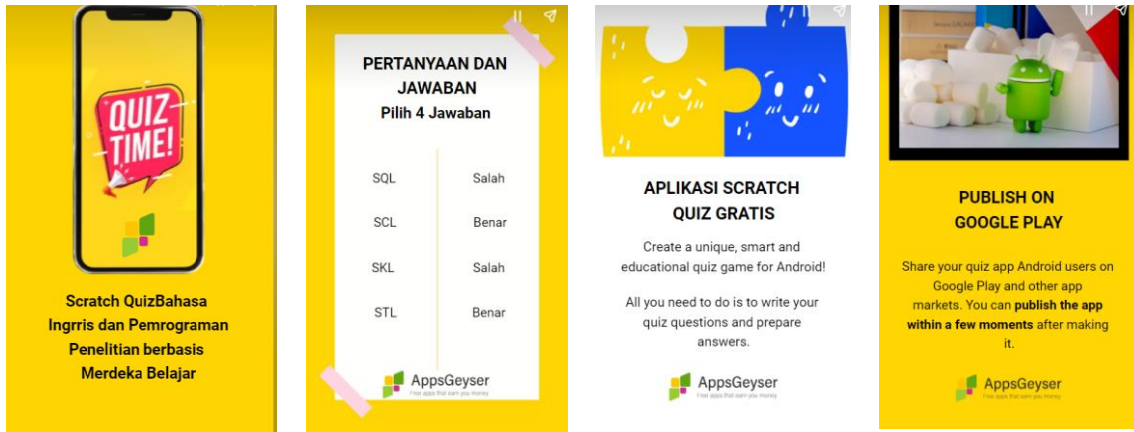 QUIZ
TIME!
Scratch QuizBahasa
Ingrris dan Pemrograman
Penelitian berbasis
Merdeka Belajar
PERTANYAAN DAN
JAWABAN
Pilih 4 Jawaban
SQL Salah
SCL Benar
SKL Salah
STL Benar
AppsGeyser
Free apps that earn you money
APLIKASI SCRATCH
QUIZ GRATIS
Create a unique, smart and
educational quiz game for Android!
All you need to do is to write your
quiz questions and prepare
answers.
AppsGeyser
Free apps that earn you money
PUBLISH ON
GOOGLE PLAY
Share your quiz app Android users on
Google Play and other app
markets. You can publish the app
within a few moments after making
it.
AppsGeyser
Free apps that earn you money